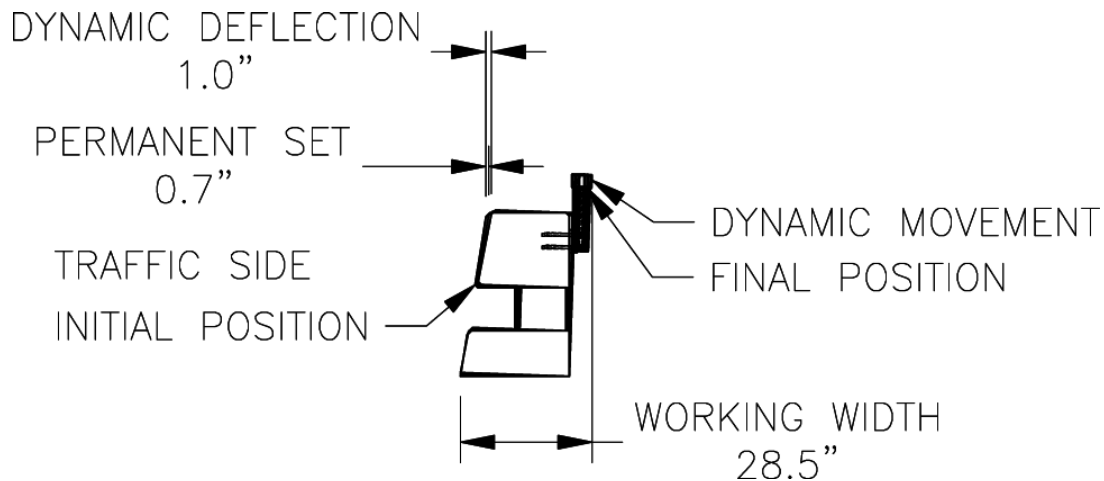 DYNAMIC DEFLECTION
1.0”
PERMANENT SET
0.7”
DYNAMIC MOVEMENT
TRAFFIC SIDE
FINAL POSITION
INITIAL POSITION
WORKING WIDTH
28.5”